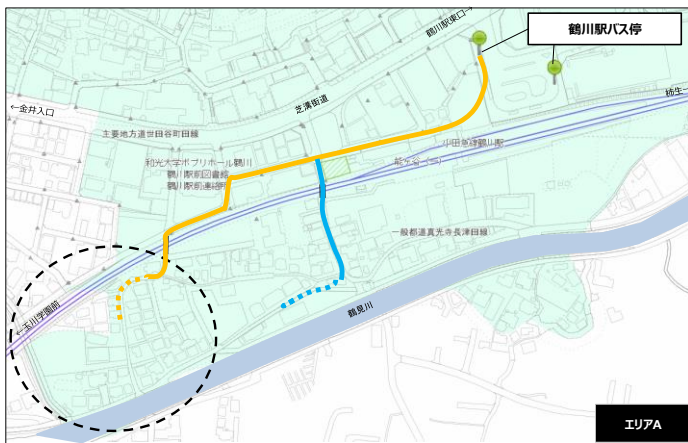 鶴川駅東口→
鶴川駅バス停
←金井入口
芝溝街道
柿生→
主要地方道世田谷町田線
小田急線鶴川駅
和光大学ポプリホール鶴川
鶴川駅前図書館
鶴川駅前連絡所
一般都道真光寺長津田線
←玉川学園前
鶴見川
エリアA